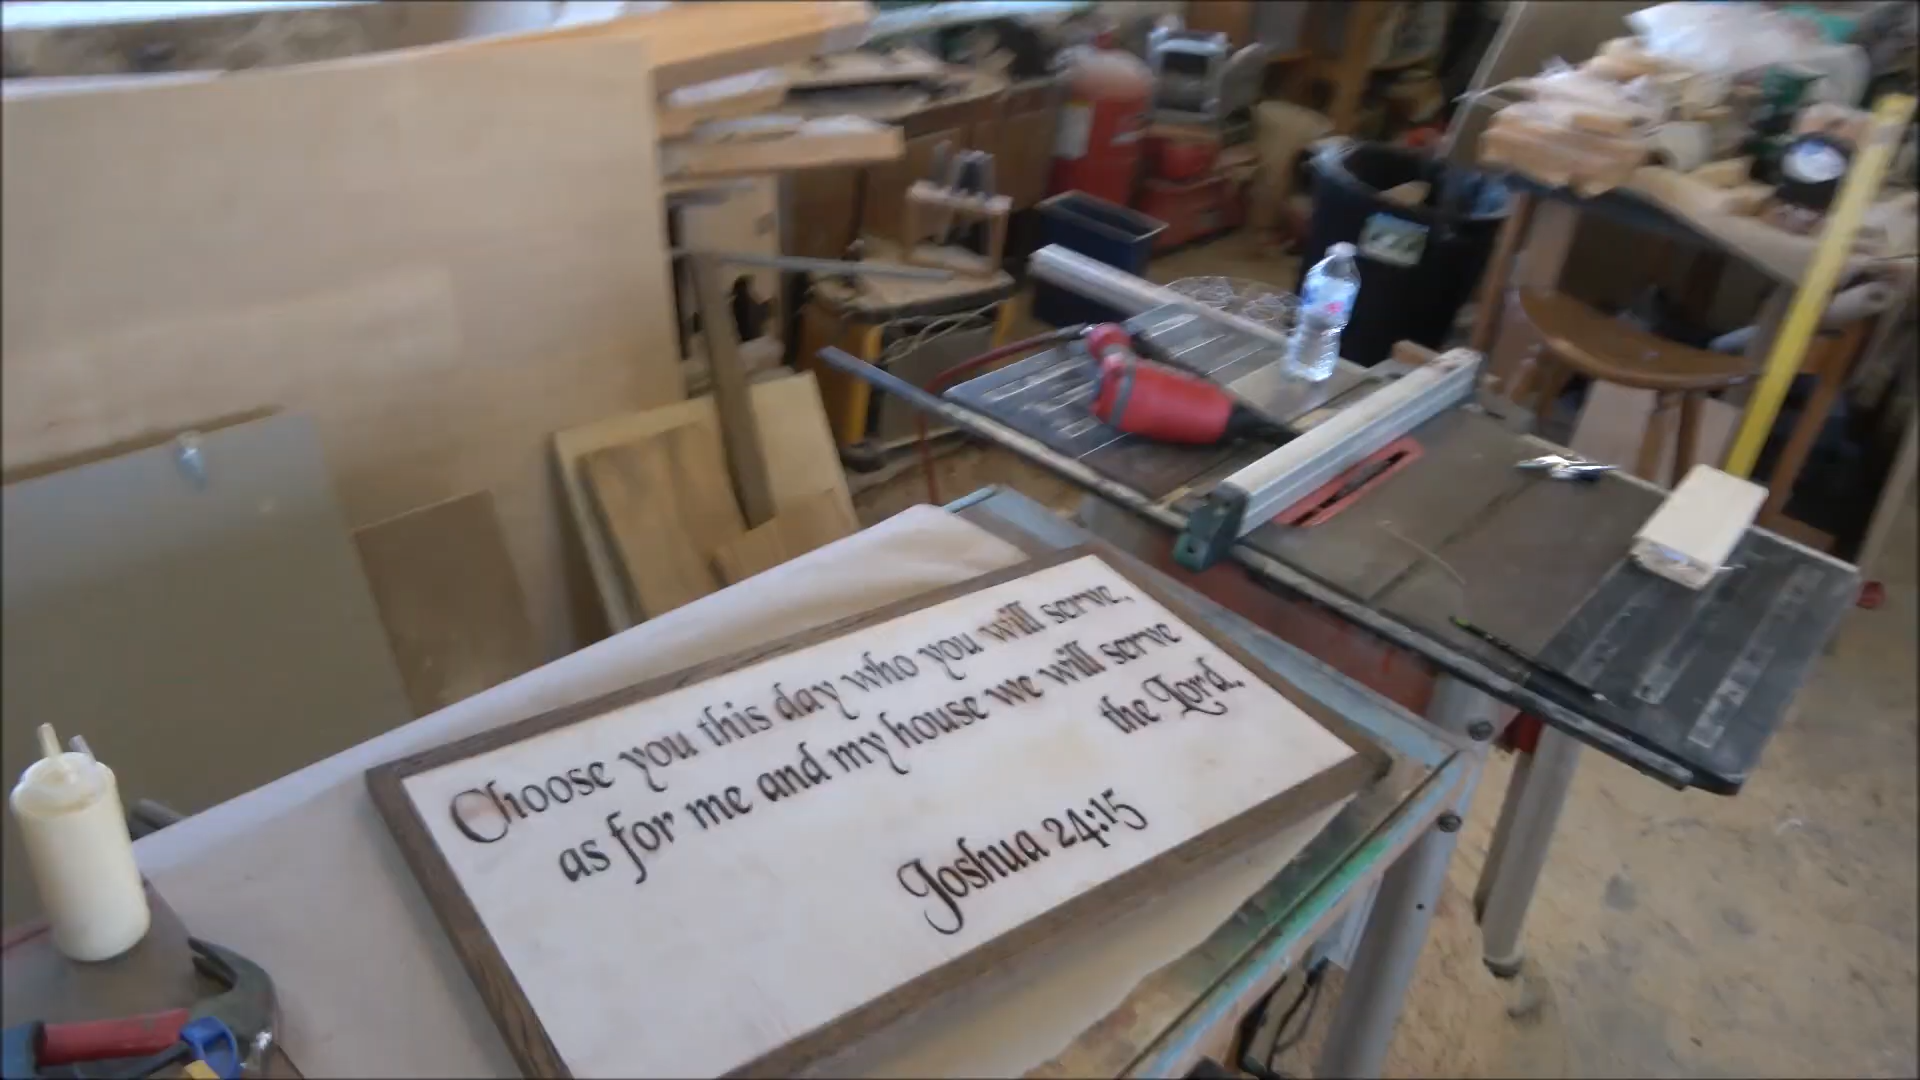 Choose you this day who you will serve,
as for me and my house we will serve
the Lord.
Joshua 24:15